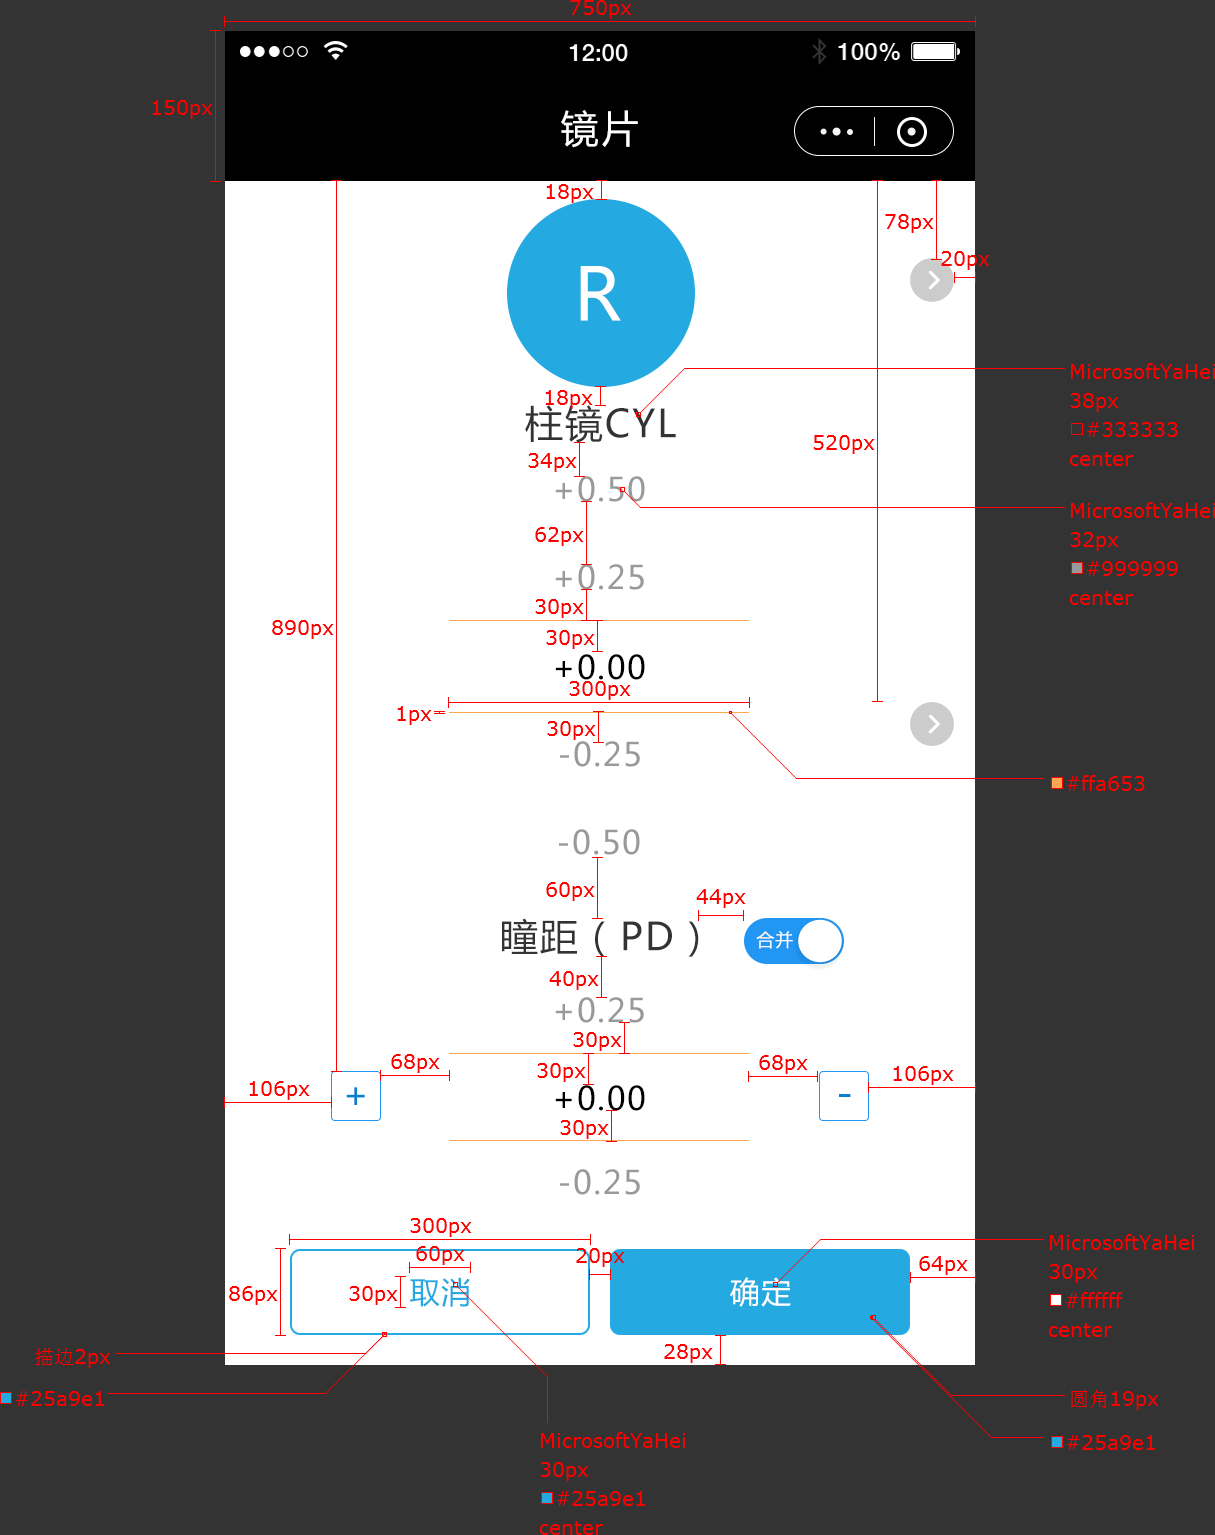 750px
12:00
100%
150px
镜片
18px
78px
20px
R
MicrosoftYaHei
38px
#333333
center
18px
柱镜CYL
520px
34px
+0.50
MicrosoftYaHei
32px
#999999
center
62px
+0.25
30px
890px
30px
+0.00
300px
1px
30px
-0.25
#ffa653
-0.50
60px
44px
瞳距（PD）
合并
40px
+0.25
30px
68px
30px
68px
106px
106px
+
+0.00
-
30px
-0.25
300px
60px
20px
86px
30px
取消
确定
64px
MicrosoftYaHei
30px
#ffffff
center
28px
描边2px
#25a9e1
圆角19px
#25a9e1
MicrosoftYaHei
30px
#25a9e1
center